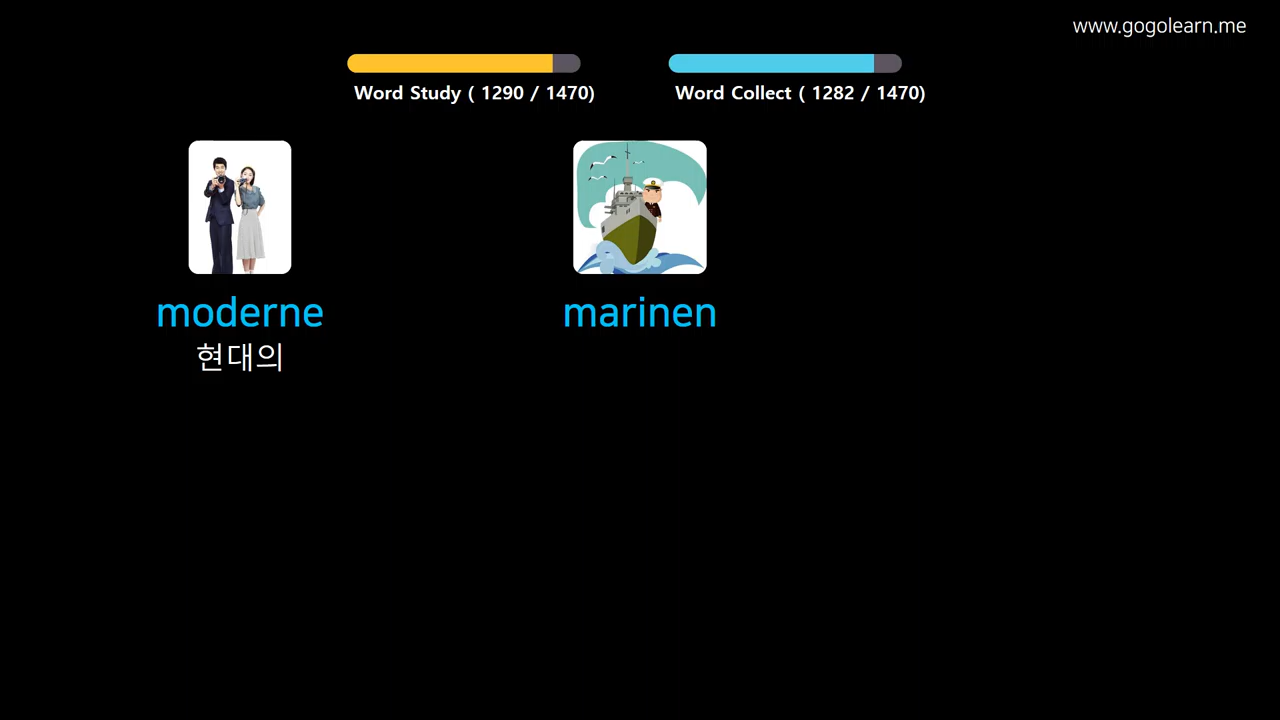 www.gogolearn.me
Word Study ( 1290 / 1470)
Word Collect ( 1282 / 1470)
moderne
현대의
marinen